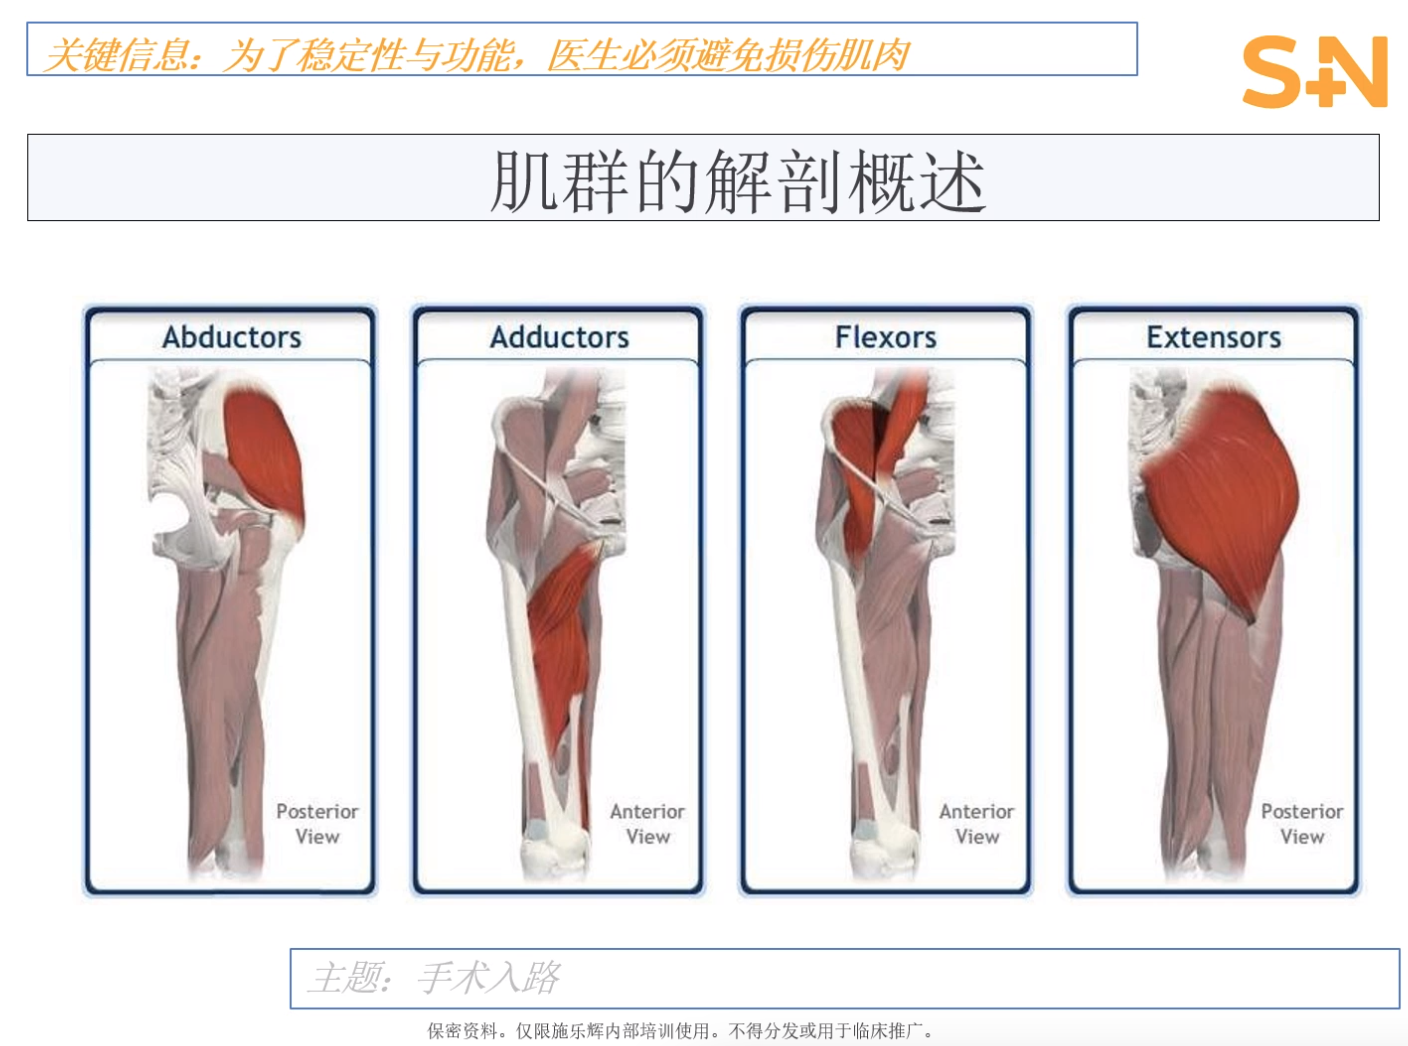 关键信息：为了稳定性与功能，医生必须避免损伤肌肉
S+N
肌群的解剖概述
Abductors
Adductors
Flexors
Extensors
Posterior
View
Anterior
View
Anterior
View
Posterior
View
主题：手术入路
保密资料。仅限施乐辉内部培训使用。不得分发或用于临床推广。